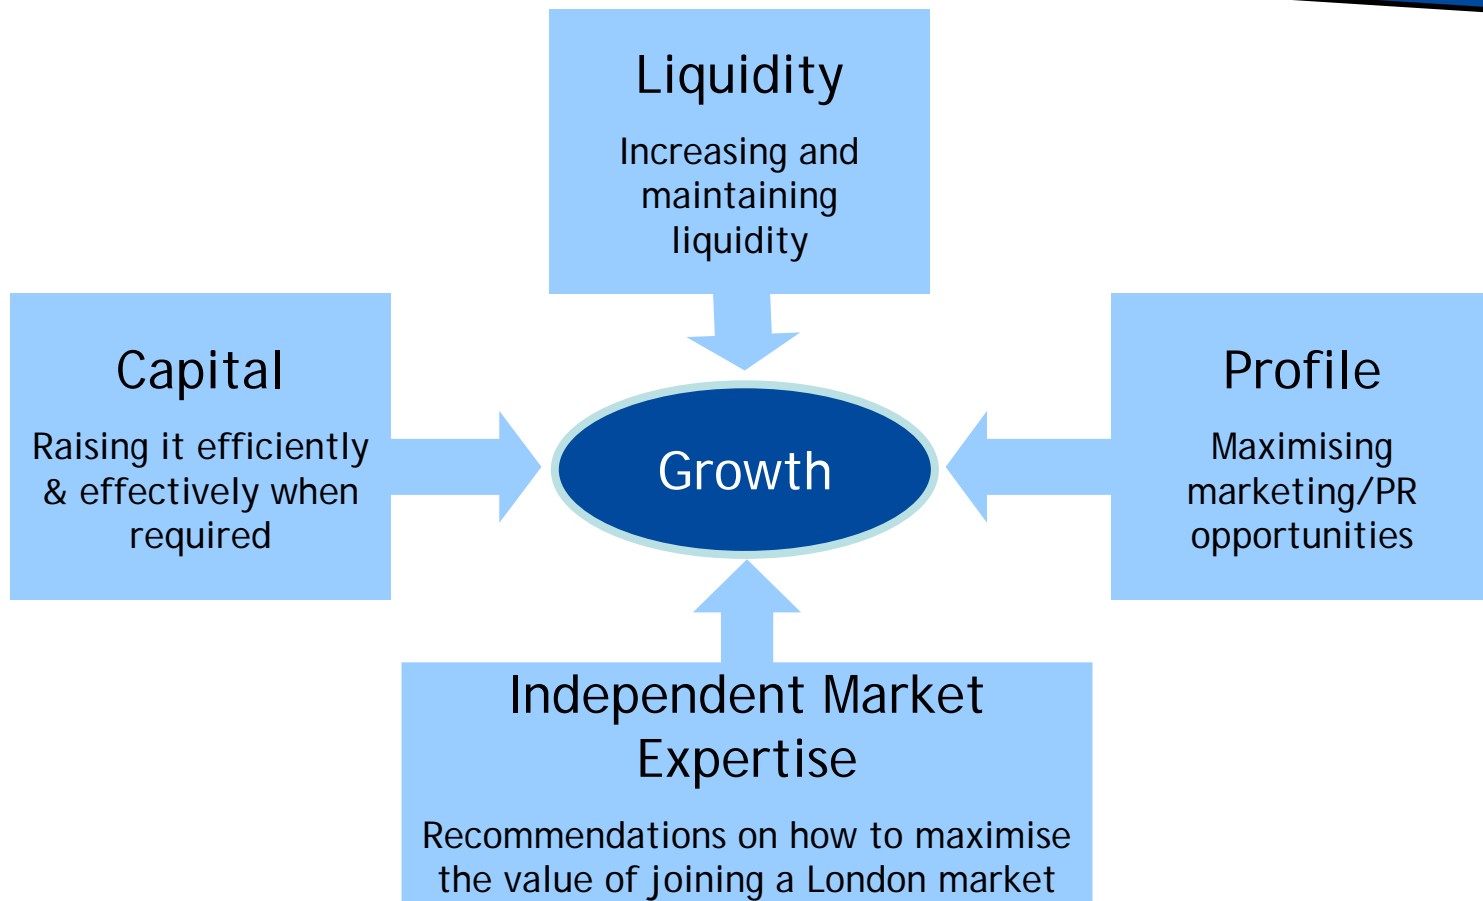 Liquidity
Increasing and
maintaining
liquidity
Capital
Raising it efficiently
& effectively when
required
Growth
Profile
Maximising
marketing/PR
opportunities
Independent Market
Expertise
Recommendations on how to maximise
the value of joining a London market